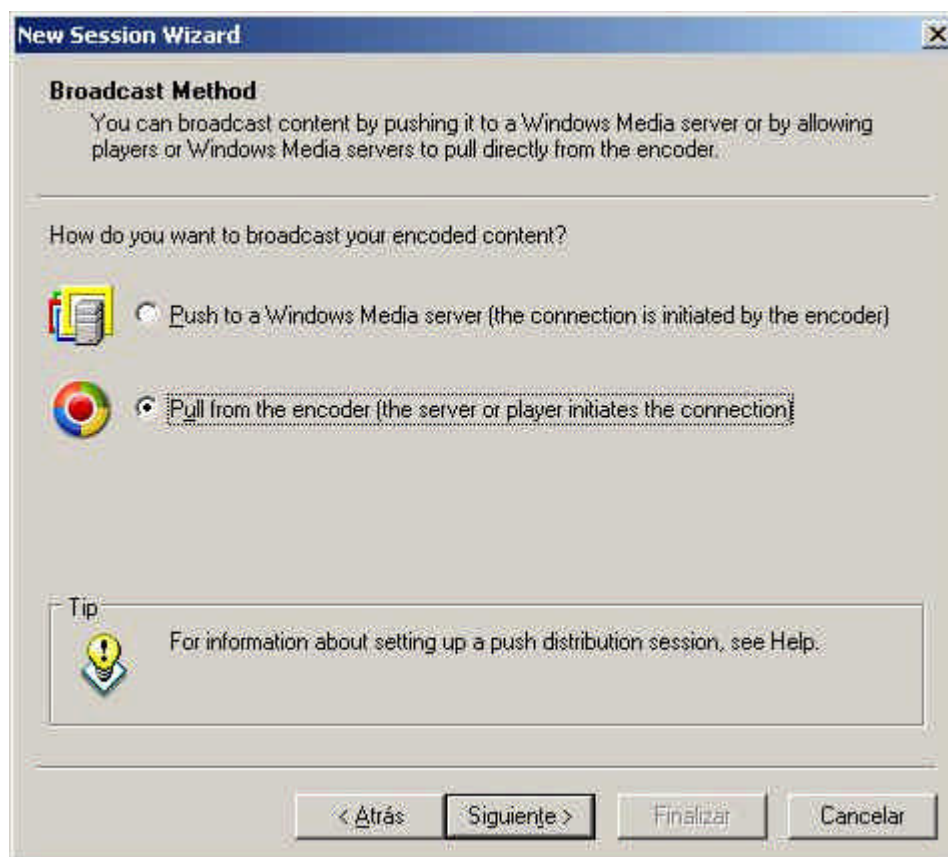 New Session Wizard
Broadcast Method
You can broadcast content by pushing it to a Windows Media server or by allowing
players or Windows Media servers to pull directly from the encoder.
How do you want to broadcast your encoded content?
Push to a Windows Media server (the connection is initiated by the encoder)
Pull from the encoder (the server or player initiates the connection)
Tip
For information about setting up a push distribution session, see Help.
< Atrás
Siguiente >
Finalizar
Cancelar